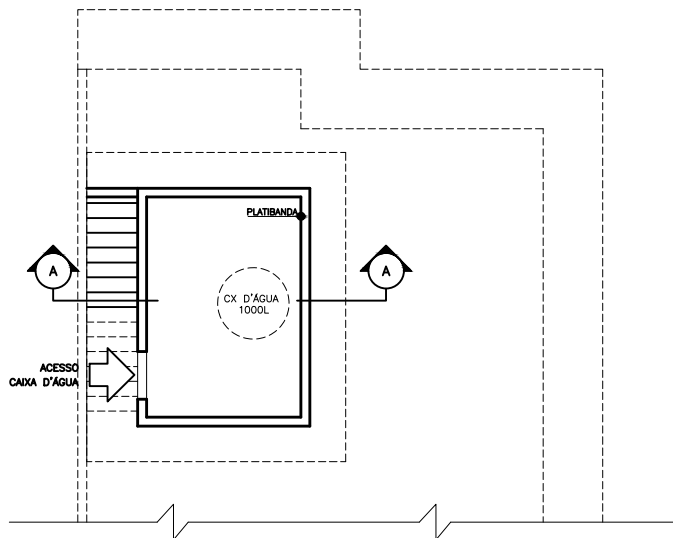 PLATIBANDA
A
A
CX D'ÁGUA
1000L
ACESSO
CAIXA D'ÁGUA